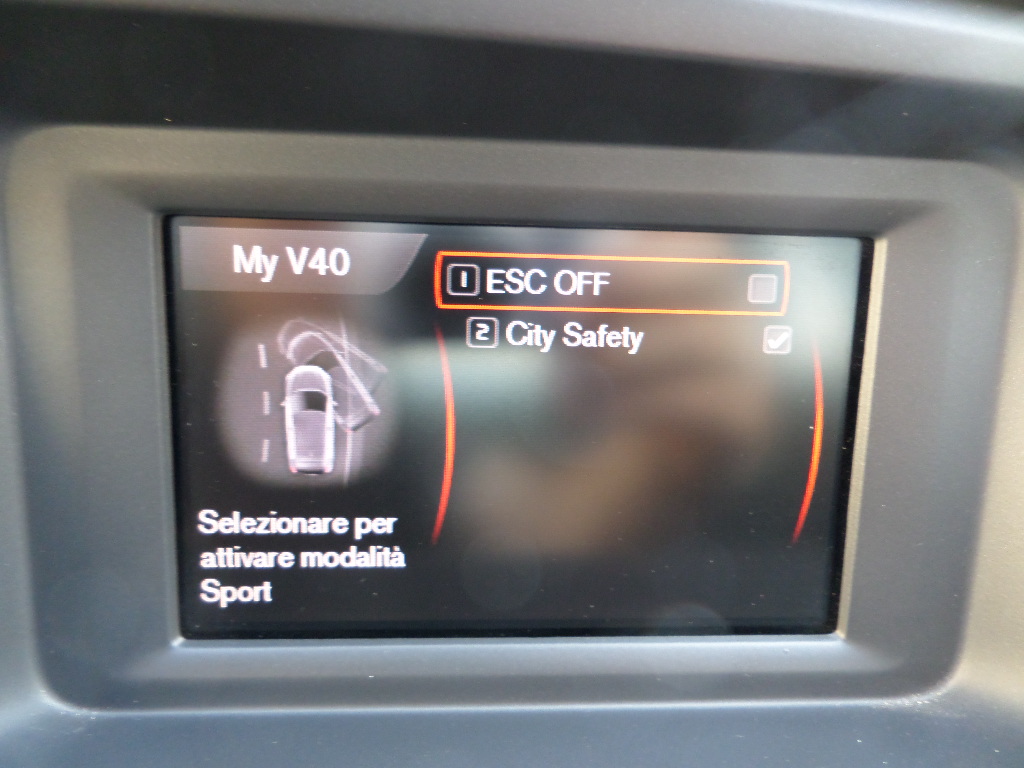 My V40
1 ESC OFF
2 City Safety
Selezionare per
attivare modalità
Sport